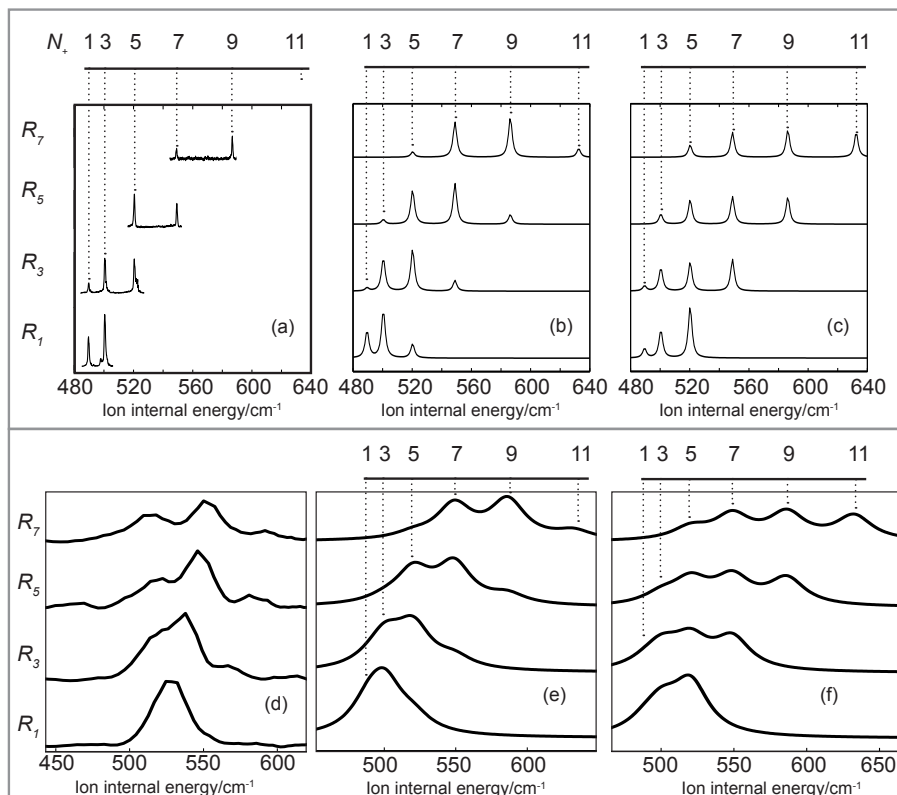 N+ 1 3 5 7 9 11 1 3 5 7 9 11 1 3 5 7 9 11
R7
R5
R3
R1
(a) (b) (c)
480 520 560 600 640 480 520 560 600 640 480 520 560 600 640
Ion internal energy/cm-1 Ion internal energy/cm-1 Ion internal energy/cm-1
1 3 5 7 9 11 1 3 5 7 9 11
R7
R5
R3
R1
(d) (e) (f)
450 500 550 600 500 550 600 500 550 600 650
Ion internal energy/cm-1 Ion internal energy/cm-1 Ion internal energy/cm-1